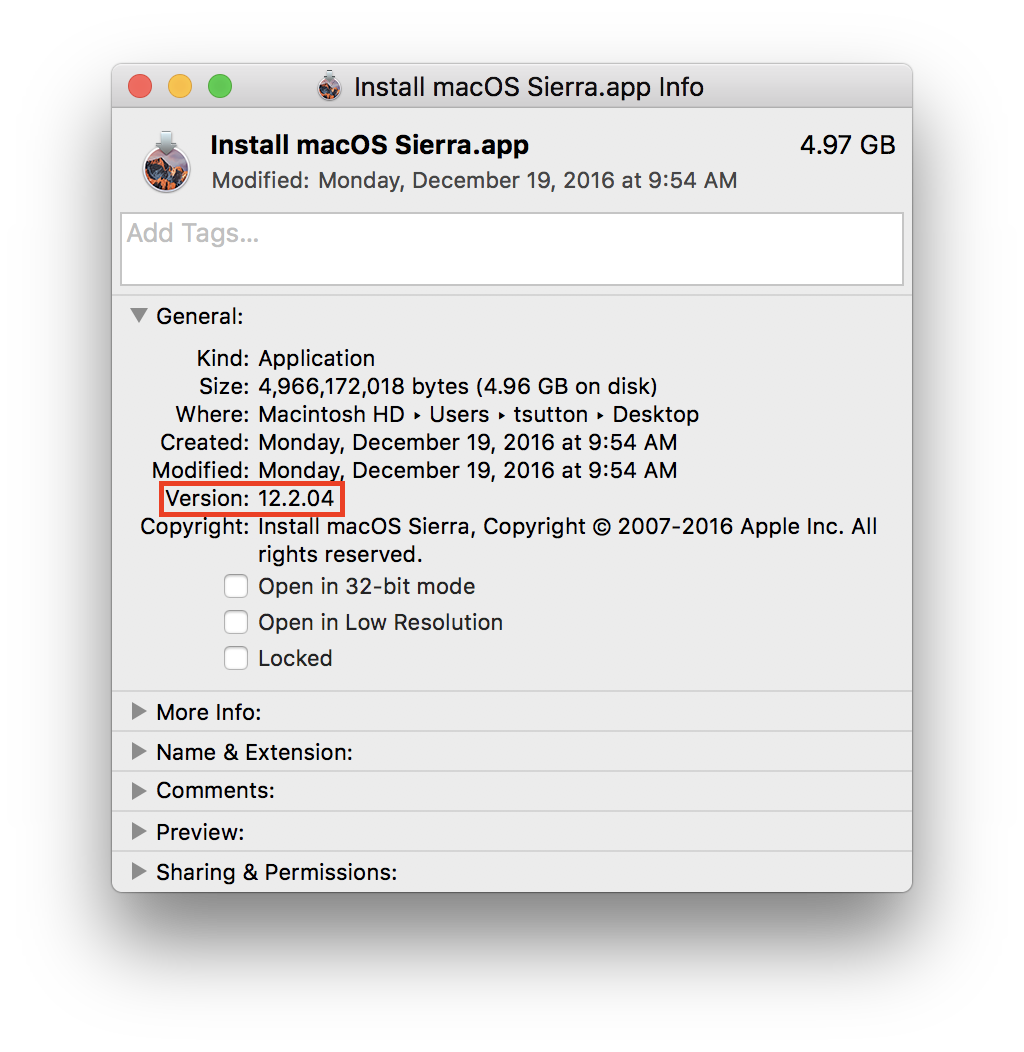 Install macOS Sierra.app Info
Install macOS Sierra.app 4.97 GB
Modified: Monday, December 19, 2016 at 9:54 AM
Add Tags...
General:
Kind: Application
Size: 4,966,172,018 bytes (4.96 GB on disk)
Where: Macintosh HD ▸ Users ▸ tsutton ▸ Desktop
Created: Monday, December 19, 2016 at 9:54 AM
Modified: Monday, December 19, 2016 at 9:54 AM
Version: 12.2.04
Copyright: Install macOS Sierra, Copyright © 2007-2016 Apple Inc. All
rights reserved.
Open in 32-bit mode
Open in Low Resolution
Locked
More Info:
Name & Extension:
Comments:
Preview:
Sharing & Permissions: